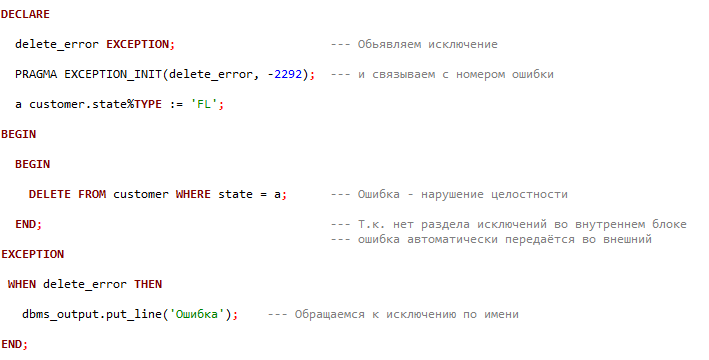 DECLARE
delete_error EXCEPTION; --- Обьявляем исключение
PRAGMA EXCEPTION_INIT(delete_error, -2292); --- и связываем с номером ошибки
a customer.state%TYPE := 'FL';
BEGIN
BEGIN
DELETE FROM customer WHERE state = a; --- Ошибка - нарушение целостности
END; --- Т.к. нет раздела исключений во внутреннем блоке
--- ошибка автоматически передаётся во внешний
EXCEPTION
WHEN delete_error THEN
dbms_output.put_line('Ошибка'); --- Обращаемся к исключению по имени
END;